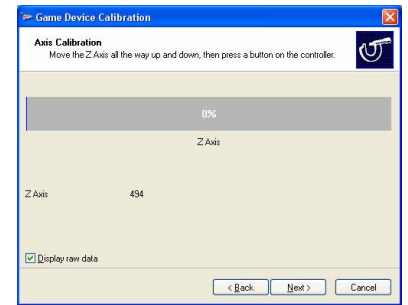 Game Device Calibration
Axis Calibration
Move the Z Axis all the way up and down, then press a button on the controller.
0%
Z Axis
Z Axis 494
Display raw data
< Back Next > Cancel